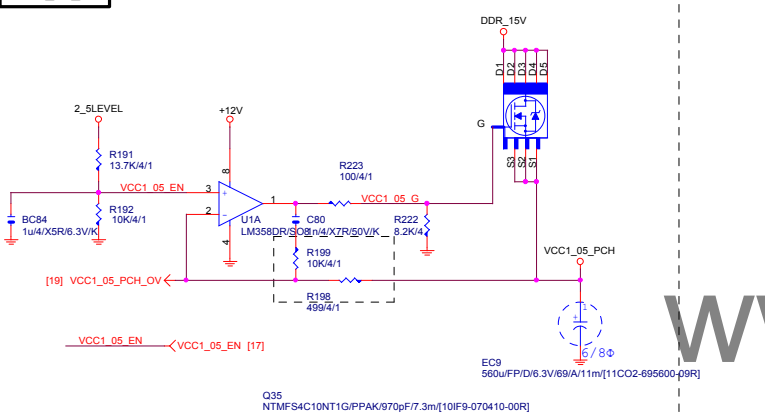 DDR_15V
D1
D2
D3
D4
D5
G
S3
S2
S1
2_5LEVEL
+12V
R191
13.7K/4/1
R223
100/4/1
VCC1_05_EN
3
8
+
1
VCC1_05_G
2
-
4
BC84
1u/4/X5R/6.3V/K
R192
10K/4/1
U1A
LM358DR/SO8
C80
1n/4/X7R/50V/K
R222
8.2K/4
R199
10K/4/1
VCC1_05_PCH
[19] VCC1_05_PCH_OV
R198
499/4/1
1
+
6/8Φ
VCC1_05_EN
VCC1_05_EN [17]
EC9
560u/FP/D/6.3V/69/A/11m/[11CO2-695600-09R]
Q35
NTMFS4C10NT1G/PPAK/970pF/7.3m/[10IF9-070410-00R]